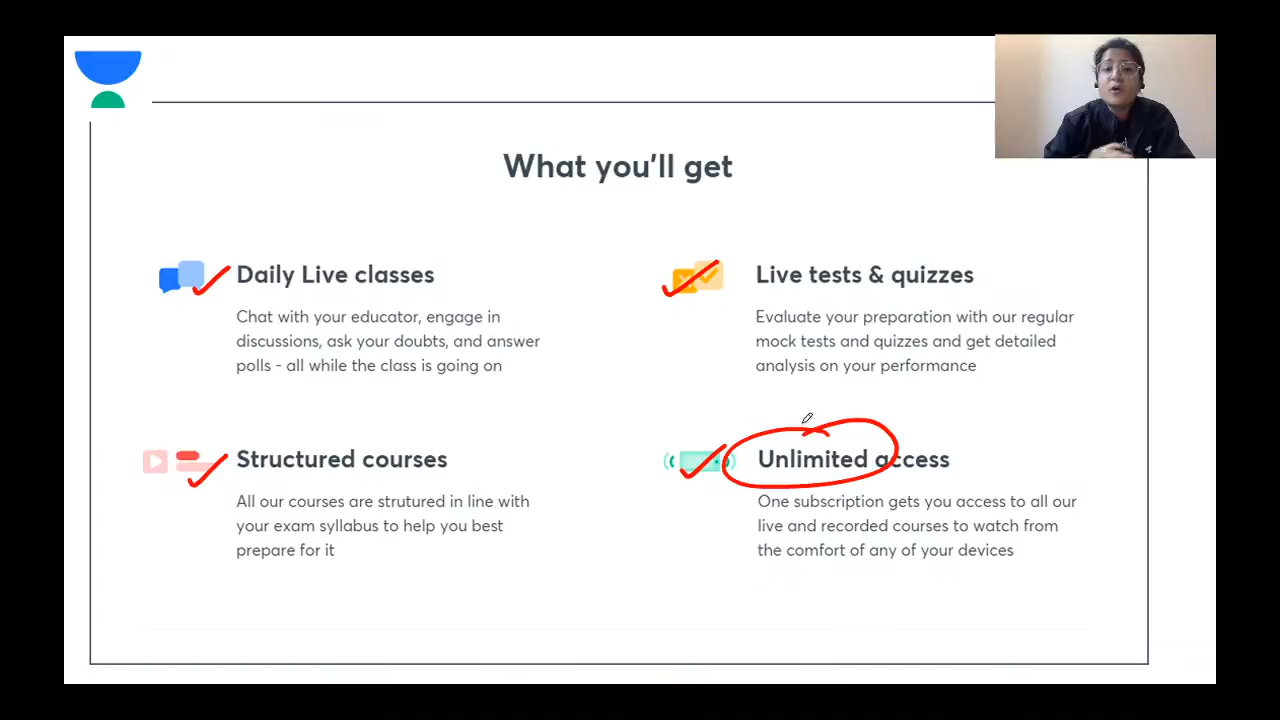 What you'll get
Daily Live classes
Chat with your educator, engage in
discussions, ask your doubts, and answer
polls - all while the class is going on
Live tests & quizzes
Evaluate your preparation with our regular
mock tests and quizzes and get detailed
analysis on your performance
Structured courses
All our courses are strutured in line with
your exam syllabus to help you best
prepare for it
Unlimited access
One subscription gets you access to all our
live and recorded courses to watch from
the comfort of any of your devices